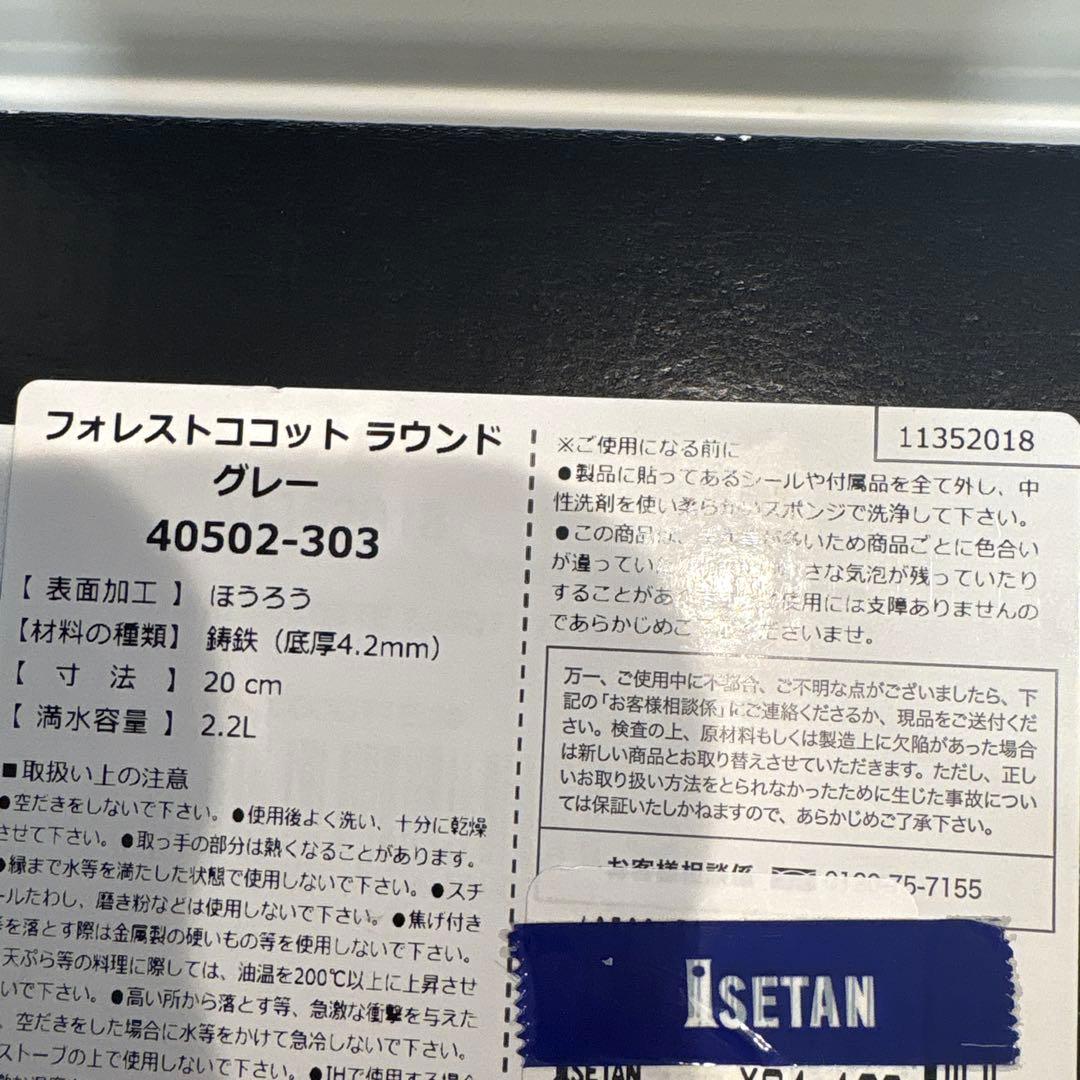 フォレストココット ラウンド
グレー
40502-303
【 表面加工 】 ほうろう
【材料の種類】 鋳鉄（底厚4.2mm）
【 寸 法 】 20 cm
【 満水容量 】 2.2L
■取扱い上の注意
●空だきをしないで下さい。●使用後よく洗い、十分に乾燥
させて下さい。●取っ手の部分は熱くなることがあります。
●縁まで水等を満たした状態で使用しないで下さい。●スチ
ールたわし、磨き粉などは使用しないで下さい。●焦げ付き
等を落とす際は金属製の硬いもの等を使用しないで下さい。
天ぷら等の料理に際しては、油温を200℃以上に上昇させ
いで下さい。●高い所から落とす等、急激な衝撃を与えた
。空だきをした場合に水等をかけて急冷しないで下さい。
ストーブの上で使用しないで下さい。●IHで使用する場合
11352018
※ご使用になる前に
●製品に貼ってあるシールや付属品を全て外し、中
性洗剤を使い柔らかいスポンジで洗浄して下さい。
●この商品は、 多いため商品ごとに色合い
が違ってい さな気泡が残っていたり
することがあ 使用には支障ありませんの
であらかじめご ださいませ。
万一、ご使用中に不都合、ご不明な点がございましたら、下
記の「お客様相談係」にご連絡くださるか、現品をご送付くだ
さい。検査の上、原材料もしくは製造上に欠陥があった場合
は新しい商品とお取り替えさせていただきます。ただし、正し
いお取り扱い方法をとられなかったために生じた事故につい
ては保証いたしかねますので、あらかじめご了承下さい。
お客様相談係 0120-75-7155
ISETAN
ISETAN